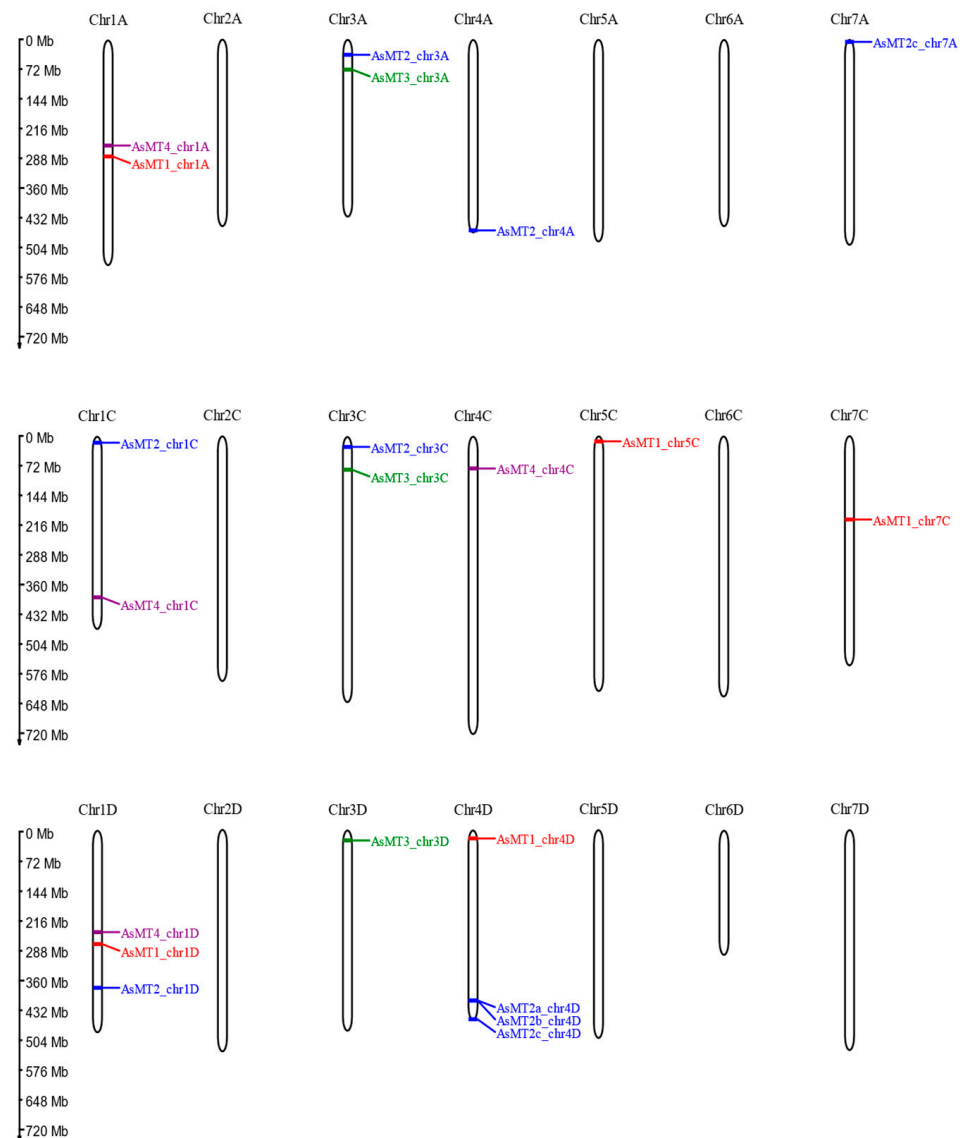 Chr1A Chr2A Chr3A Chr4A Chr5A Chr6A Chr7A
0 Mb
72 Mb
144 Mb
216 Mb
288 Mb
360 Mb
432 Mb
504 Mb
576 Mb
648 Mb
720 Mb
AsMT4_chr1A
AsMT1_chr1A
AsMT2_chr3A
AsMT3_chr3A
AsMT2_chr4A
AsMT2c_chr7A
Chr1C Chr2C Chr3C Chr4C Chr5C Chr6C Chr7C
0 Mb
72 Mb
144 Mb
216 Mb
288 Mb
360 Mb
432 Mb
504 Mb
576 Mb
648 Mb
720 Mb
AsMT2_chr1C
AsMT4_chr1C
AsMT2_chr3C
AsMT3_chr3C
AsMT4_chr4C
AsMT1_chr5C
AsMT1_chr7C
Chr1D Chr2D Chr3D Chr4D Chr5D Chr6D Chr7D
0 Mb
72 Mb
144 Mb
216 Mb
288 Mb
360 Mb
432 Mb
504 Mb
576 Mb
648 Mb
720 Mb
AsMT4_chr1D
AsMT1_chr1D
AsMT2_chr1D
AsMT3_chr3D
AsMT1_chr4D
AsMT2a_chr4D
AsMT2b_chr4D
AsMT2c_chr4D